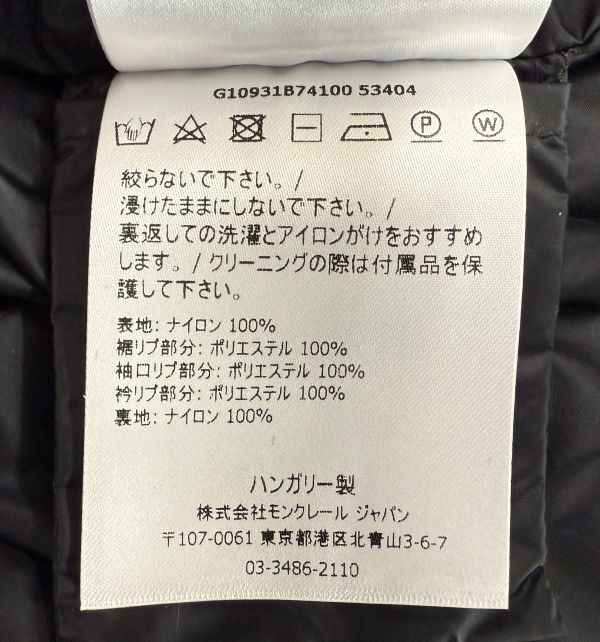 G10931B74100 53404
P W
絞らないで下さい。/
浸けたままにしないで下さい。/
裏返しての洗濯とアイロンがけをおすすめ
します。/ クリーニングの際は付属品を保
護して下さい。
表地: ナイロン 100%
裾リブ部分: ポリエステル 100%
袖口リブ部分: ポリエステル 100%
衿リブ部分: ポリエステル 100%
裏地: ナイロン 100%
ハンガリー製
株式会社モンクレール ジャパン
〒107-0061 東京都港区北青山3-6-7
03-3486-2110